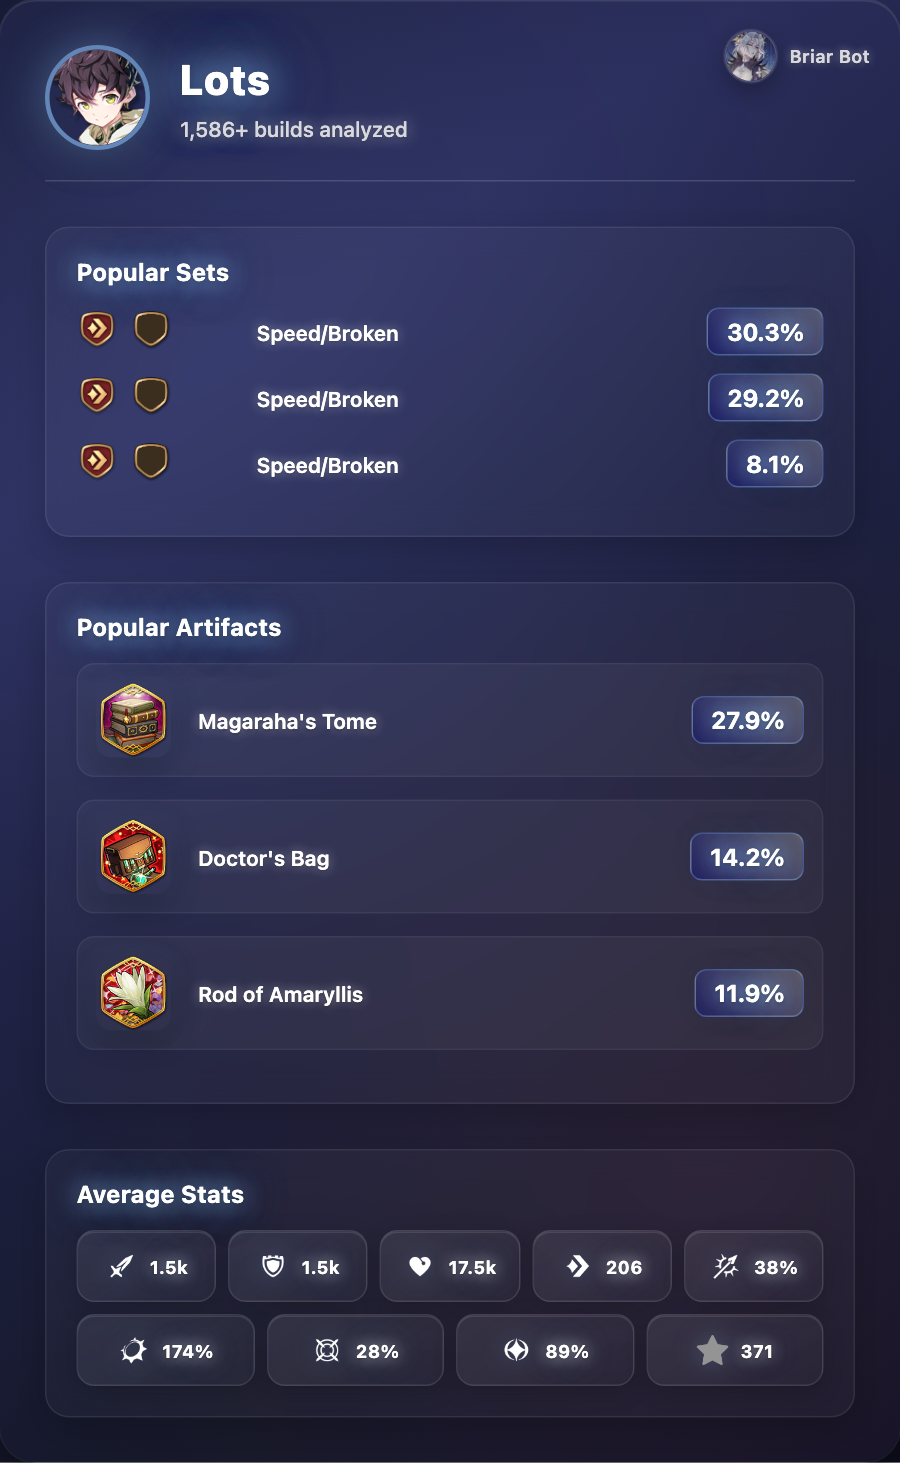 Lots
1,586+ builds analyzed
Briar Bot
Popular Sets
Speed/Broken 30.3%
Speed/Broken 29.2%
Speed/Broken 8.1%
Popular Artifacts
Magaraha's Tome 27.9%
Doctor's Bag 14.2%
Rod of Amaryllis 11.9%
Average Stats
1.5k 1.5k 17.5k 206 38%
174% 28% 89% 371